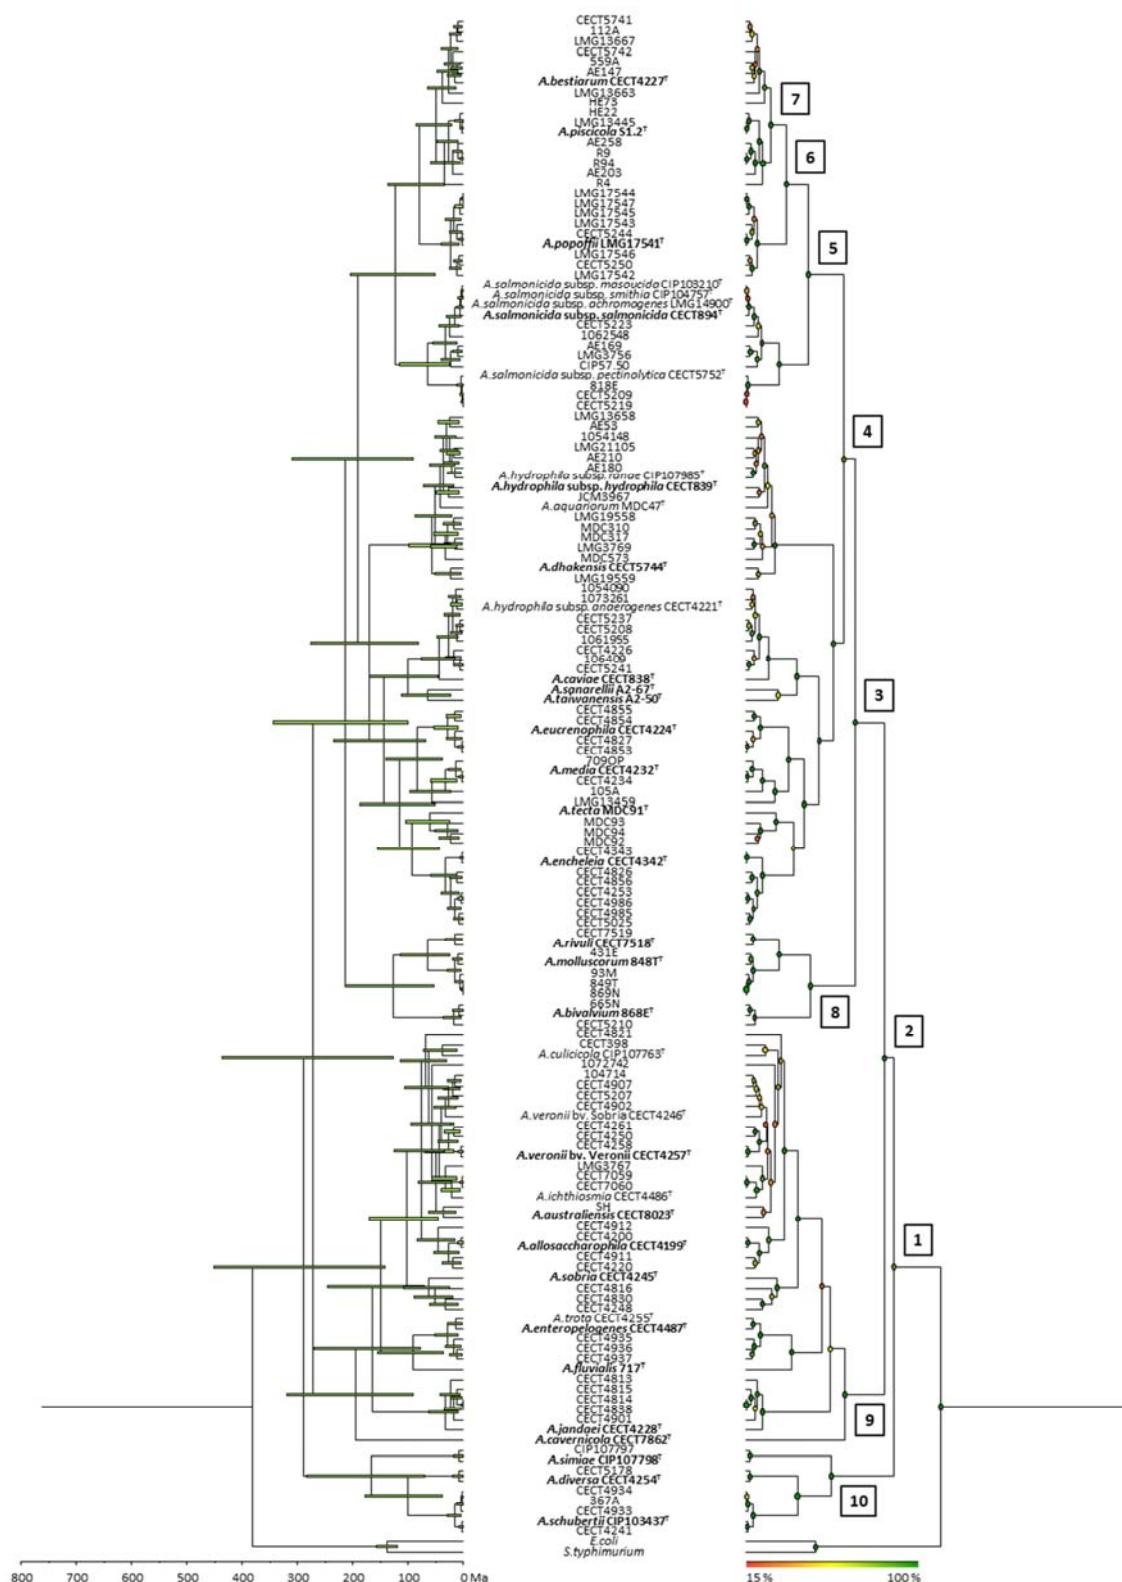 CECT5741
112A
LMG13667
CECT5742
559A
AE147
A.bestiarum CECT4227ᵀ
LMG13663
HE73
7
HE22
LMG13445
A.piscicola S1.2ᵀ
AE258
R9
6
R94
AE203
R4
LMG17544
LMG17547
LMG17545
LMG17543
CECT5244
A.popoffii LMG17541ᵀ
5
LMG17546
CECT5250
LMG17542
A.salmonicida subsp. masoucida CIP103210ᵀ
A.salmonicida subsp. smithia CIP104757ᵀ
A.salmonicida subsp. achromogenes LMG14900ᵀ
A.salmonicida subsp. salmonicida CECT894ᵀ
CECT5223
1062548
AE169
LMG3756
CIP57.50
A.salmonicida subsp. pectinolytica CECT5752ᵀ
818E
CECT5209
CECT5219
LMG13658
AE53
4
1054148
LMG21105
AE210
AE180
A.hydrophila subsp. ranae CIP107985ᵀ
A.hydrophila subsp. hydrophila CECT839ᵀ
JCM3967
A.aquariorum MDC47ᵀ
LMG19558
MDC310
MDC317
LMG3769
MDC573
A.dhakensis CECT5744ᵀ
LMG19559
1054090
1073261
A.hydrophila subsp. anaerogenes CECT4221ᵀ
CECT5237
CECT5208
1061955
CECT4226
106409
CECT5241
A.caviae CECT838ᵀ
A.sanarellii A2-67ᵀ
3
A.taiwanensis A2-50ᵀ
CECT4855
CECT4854
A.eucrenophila CECT4224ᵀ
CECT4827
CECT4853
709OP
A.media CECT4232ᵀ
CECT4234
105A
LMG13459
A.tecta MDC91ᵀ
MDC93
MDC94
MDC92
CECT4343
A.encheleia CECT4342ᵀ
CECT4826
CECT4856
CECT4253
CECT4986
CECT4985
CECT5025
CECT7519
A.rivuli CECT7518ᵀ
431E
A.molluscorum 848Tᵀ
93M
849T
869N
665N
A.bivalvium 868Eᵀ
8
CECT5210
CECT4821
2
CECT398
A.culicicola CIP107763ᵀ
1072742
104714
CECT4907
CECT5207
CECT4902
A.veronii bv. Sobria CECT4246ᵀ
CECT4261
CECT4250
CECT4258
A.veronii bv. Veronii CECT4257ᵀ
LMG3767
CECT7059
CECT7060
A.ichthiosmia CECT4486ᵀ
SH
A.australiensis CECT8023ᵀ
CECT4912
CECT4200
1
A.allosaccharophila CECT4199ᵀ
CECT4911
CECT4220
A.sobria CECT4245ᵀ
CECT4816
CECT4830
CECT4248
A.trota CECT4255ᵀ
A.enteropelogenes CECT4487ᵀ
CECT4935
CECT4936
CECT4937
A.fluvialis 717ᵀ
CECT4813
CECT4815
CECT4814
9
CECT4838
CECT4901
A.jandaei CECT4228ᵀ
A.cavernicola CECT7862ᵀ
CIP107797
A.simiae CIP107798ᵀ
CECT5178
A.diversa CECT4254ᵀ
CECT4934
10
367A
CECT4933
A.schubertii CIP103437ᵀ
CECT4241
E.coli
S.typhimurium
800 700 600 500 400 300 200 100 0 Ma
15% 100%